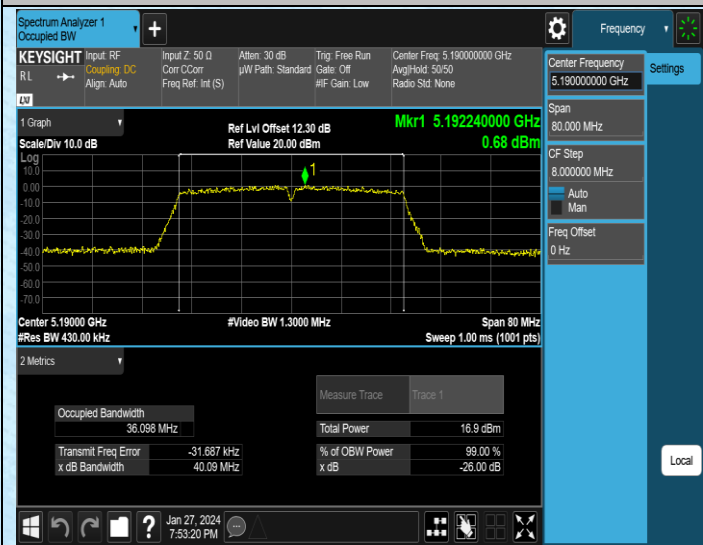 Spectrum Analyzer 1
Occupied BW
Frequency
KEYSIGHT Input: RF Input Z: 50 Ω Atten: 30 dB Trig: Free Run Center Freq: 5.190000000 GHz
RL Coupling: DC Corr CCorr µW Path: Standard Gate: Off Avg|Hold: 50/50
Align: Auto Freq Ref: Int (S) #IF Gain: Low Radio Std: None
LXI
Center Frequency
5.190000000 GHz
Settings
Span
80.000 MHz
CF Step
8.000000 MHz
Auto
Man
Freq Offset
0 Hz
1 Graph
Ref Lvl Offset 12.30 dB
Mkr1 5.192240000 GHz
Scale/Div 10.0 dB
Ref Value 20.00 dBm
0.68 dBm
Log
10.0
0.00
-10.0
-20.0
-30.0
-40.0
-50.0
-60.0
-70.0
1
Center 5.19000 GHz #Video BW 1.3000 MHz Span 80 MHz
#Res BW 430.00 kHz Sweep 1.00 ms (1001 pts)
2 Metrics
Measure Trace Trace 1
Occupied Bandwidth
36.098 MHz
Total Power 16.9 dBm
Transmit Freq Error -31.687 kHz % of OBW Power 99.00 %
x dB Bandwidth 40.09 MHz x dB -26.00 dB
Local
Jan 27, 2024
7:53:20 PM